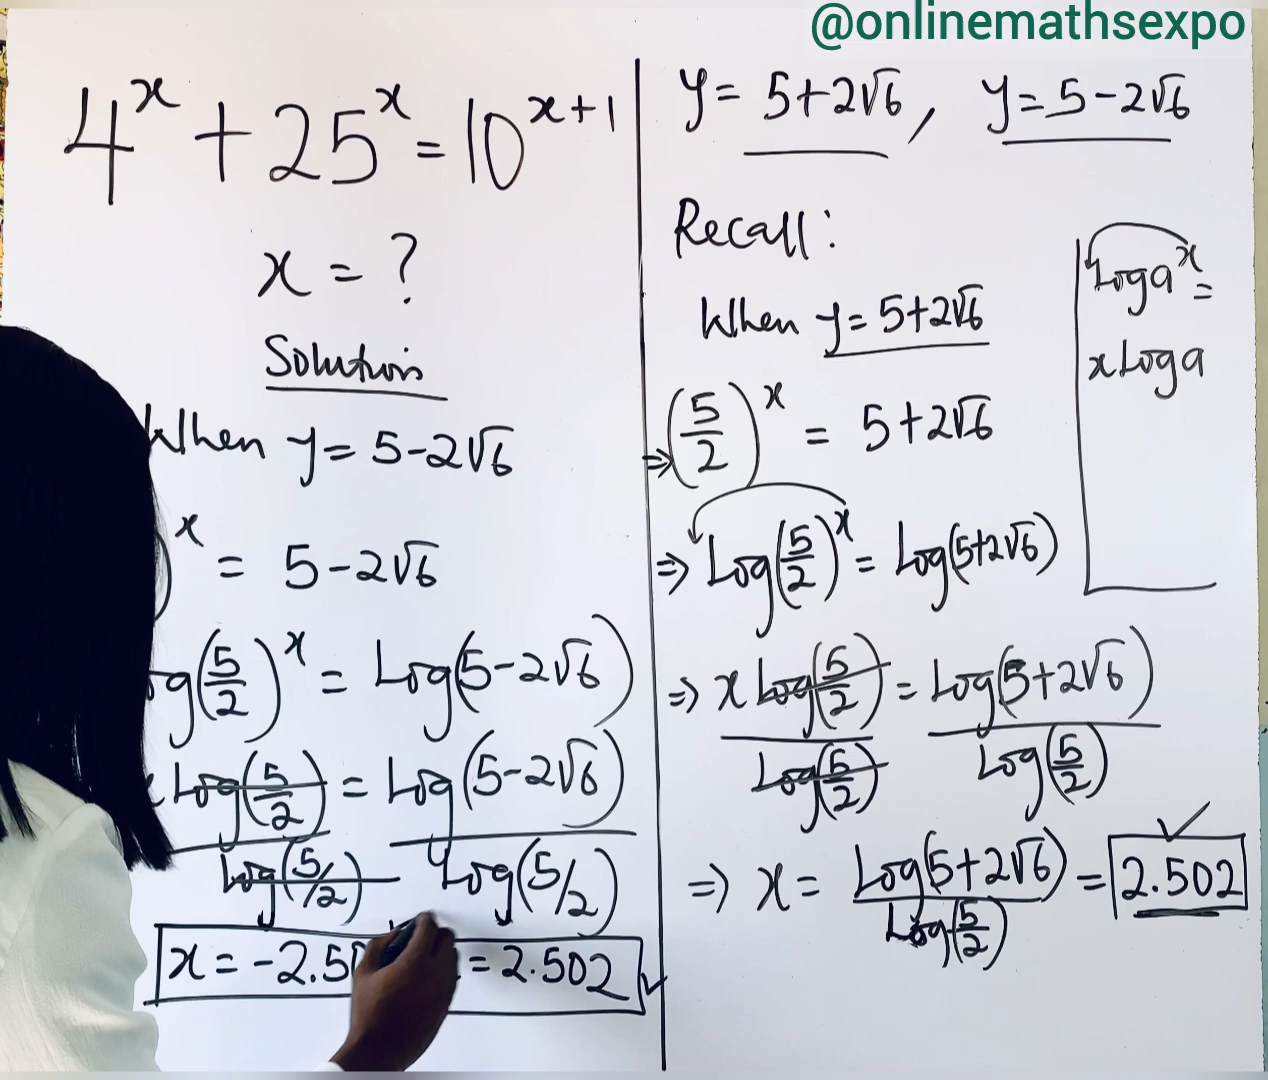 @onlinemathsexpo
4^x + 25^x = 10^{x+1}
x = ?
Solution
When y = 5-2√6
)^x = 5-2√6
og(5/2)^x = Log(5-2√6)
Log(5/2) = Log(5-2√6)
Log(5/2) Log(5/2)
x = -2.50 = 2.502
y = 5+2√6, y = 5-2√6
Recall:
When y = 5+2√6
⇒ (5/2)^x = 5+2√6
⇒ Log(5/2)^x = Log(5+2√6)
⇒ x Log(5/2) = Log(5+2√6)
Log(5/2) Log(5/2)
⇒ x = Log(5+2√6) / Log(5/2) = 2.502
Log a^x =
x Log a